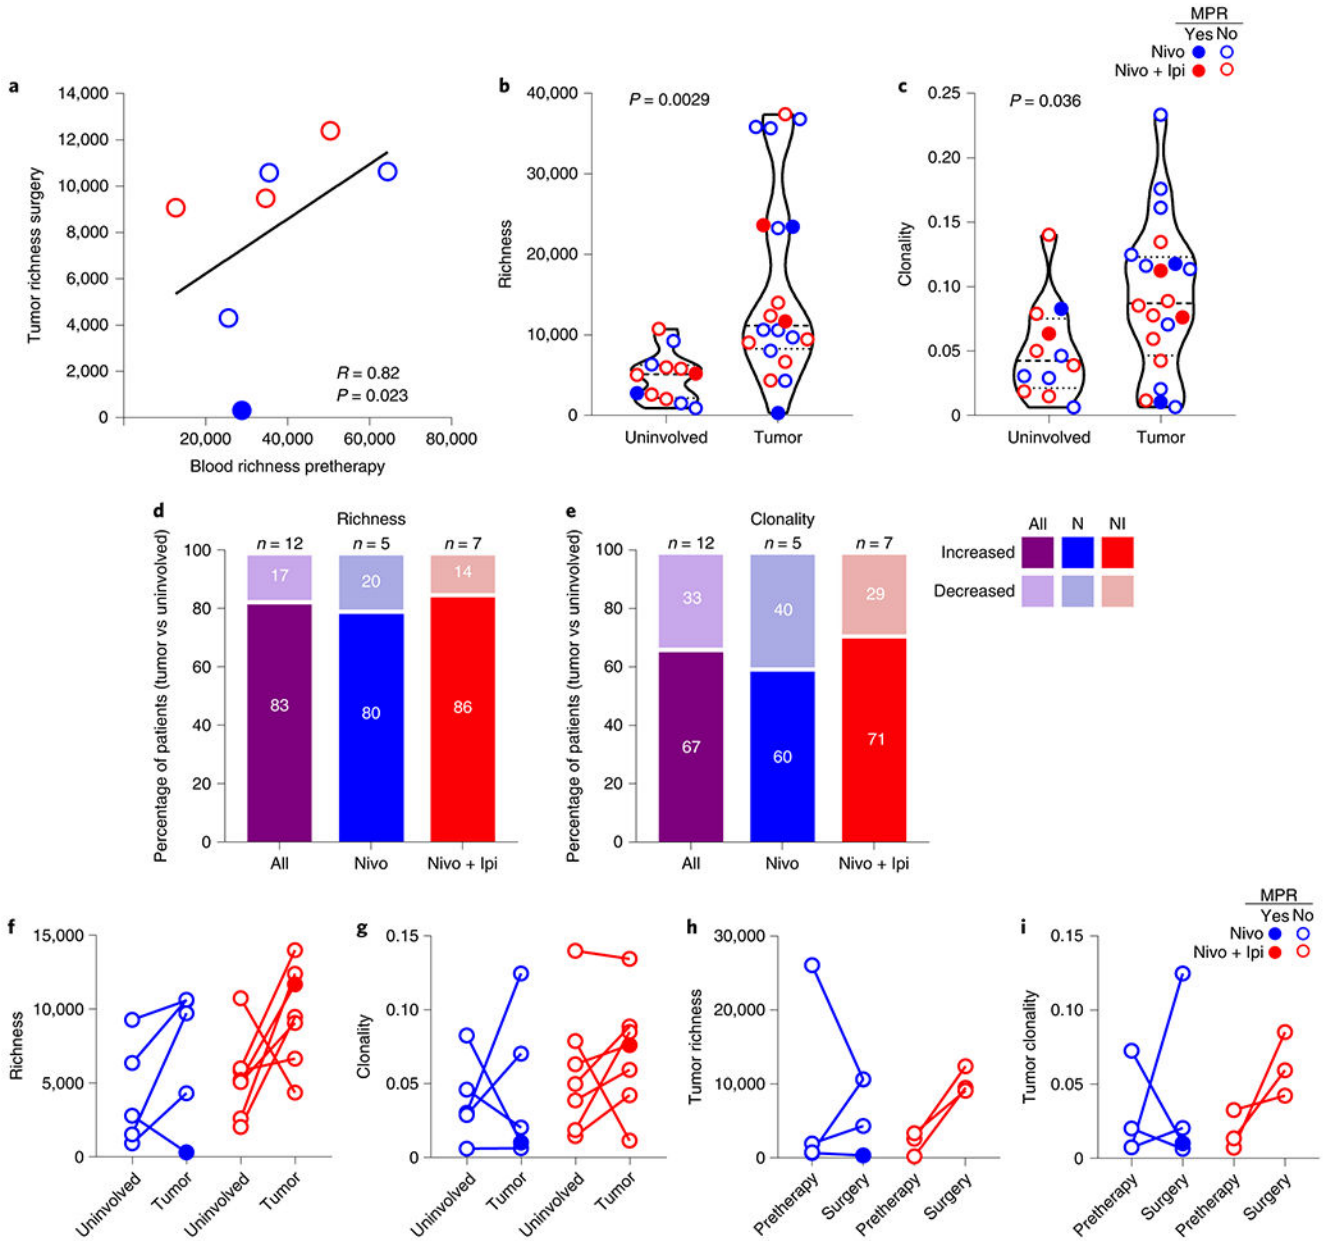 MPR
Yes No
Nivo
Nivo + Ipi
a
14,000
12,000
10,000
8,000
6,000
4,000
2,000
0
20,000 40,000 60,000 80,000
Tumor richness surgery
Blood richness pretherapy
R = 0.82
P = 0.023
b
P = 0.0029
40,000
30,000
20,000
10,000
0
Richness
Uninvolved Tumor
c
P = 0.036
0.25
0.20
0.15
0.10
0.05
0
Clonality
Uninvolved Tumor
d
Richness
n = 12 n = 5 n = 7
100
80
60
40
20
0
Percentage of patients (tumor vs uninvolved)
17 20 14
83 80 86
All Nivo Nivo + Ipi
e
Clonality
n = 12 n = 5 n = 7
100
80
60
40
20
0
Percentage of patients (tumor vs uninvolved)
33 40 29
67 60 71
All Nivo Nivo + Ipi
All N NI
Increased
Decreased
f
15,000
10,000
5,000
0
Richness
Uninvolved Tumor Uninvolved Tumor
g
0.15
0.10
0.05
0
Clonality
Uninvolved Tumor Uninvolved Tumor
h
30,000
20,000
10,000
0
Tumor richness
Pretherapy Surgery Pretherapy Surgery
i
0.15
0.10
0.05
0
Tumor clonality
Pretherapy Surgery Pretherapy Surgery
MPR
Yes No
Nivo
Nivo + Ipi